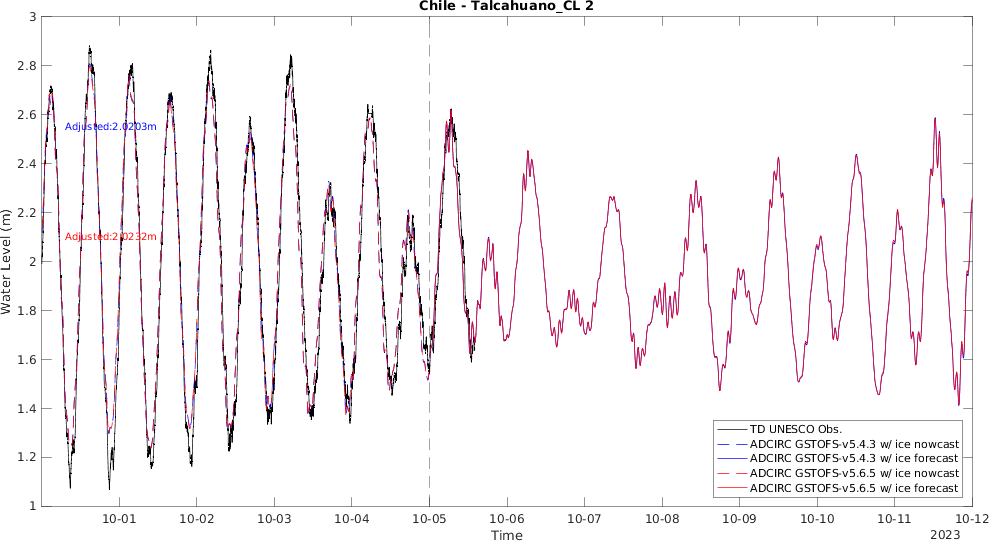 Chile - Talcahuano_CL 2
3
2.8
2.6
2.4
2.2
2
1.8
1.6
1.4
1.2
1
Water Level (m)
Adjusted:2.0203m
Adjusted:2.0232m
TD UNESCO Obs.
ADCIRC GSTOFS-v5.4.3 w/ ice nowcast
ADCIRC GSTOFS-v5.4.3 w/ ice forecast
ADCIRC GSTOFS-v5.6.5 w/ ice nowcast
ADCIRC GSTOFS-v5.6.5 w/ ice forecast
10-01 10-02 10-03 10-04 10-05 10-06 10-07 10-08 10-09 10-10 10-11 10-12
Time
2023